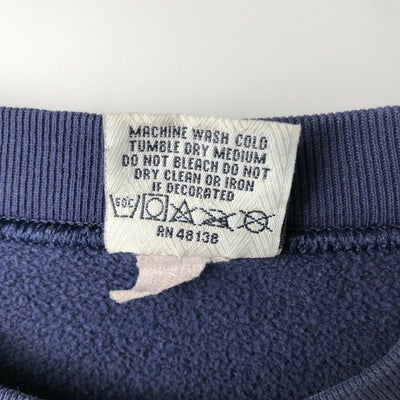 MACHINE WASH COLD
TUMBLE DRY MEDIUM
DO NOT BLEACH DO NOT
DRY CLEAN OR IRON
IF DECORATED
50C
RN 48138